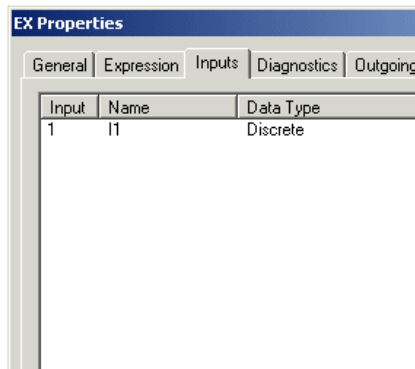 EX Properties
General Expression Inputs Diagnostics Outgoing
Input Name Data Type
1 I1 Discrete